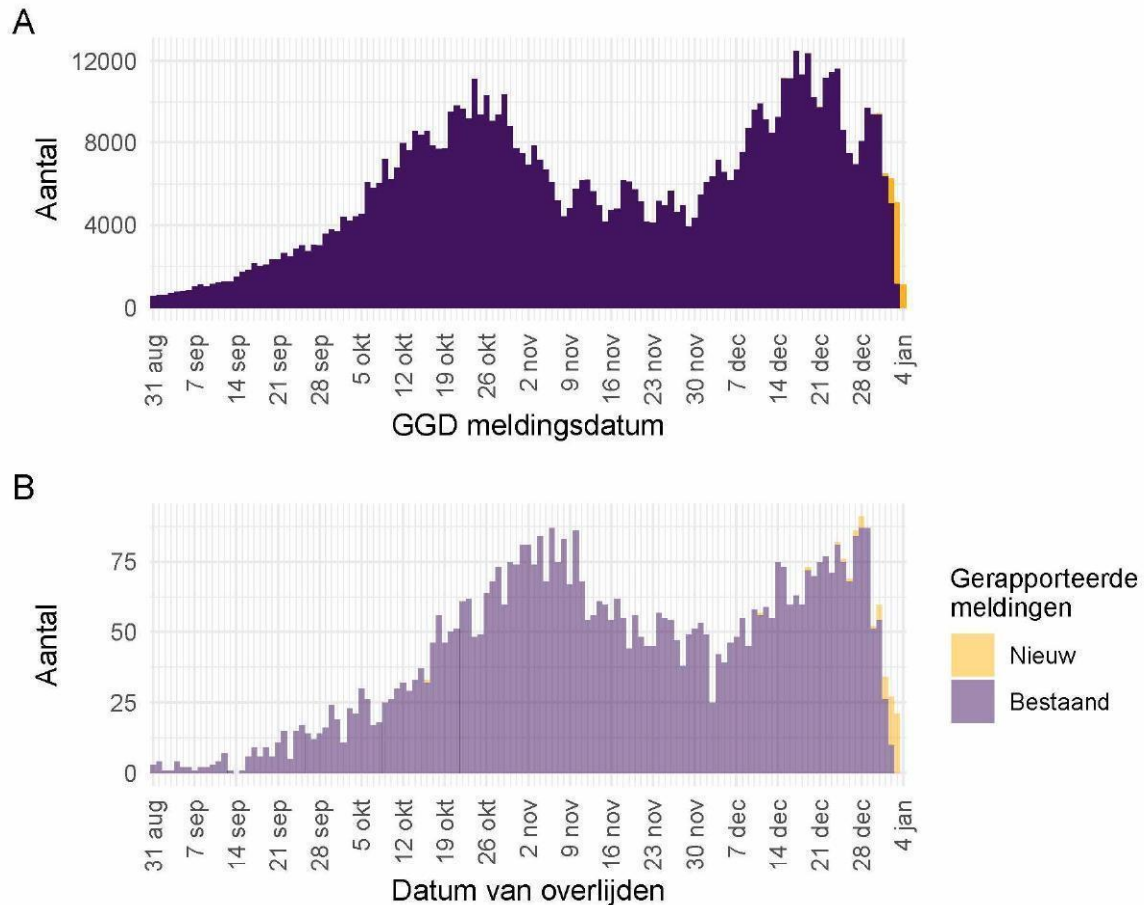 A
Aantal
12000
8000
4000
0
31 aug
7 sep
14 sep
21 sep
28 sep
5 okt
12 okt
19 okt
26 okt
2 nov
9 nov
16 nov
23 nov
30 nov
7 dec
14 dec
21 dec
28 dec
4 jan
GGD meldingsdatum
B
Aantal
75
50
25
0
31 aug
7 sep
14 sep
21 sep
28 sep
5 okt
12 okt
19 okt
26 okt
2 nov
9 nov
16 nov
23 nov
30 nov
7 dec
14 dec
21 dec
28 dec
4 jan
Datum van overlijden
Gerapporteerde
meldingen
Nieuw
Bestaand